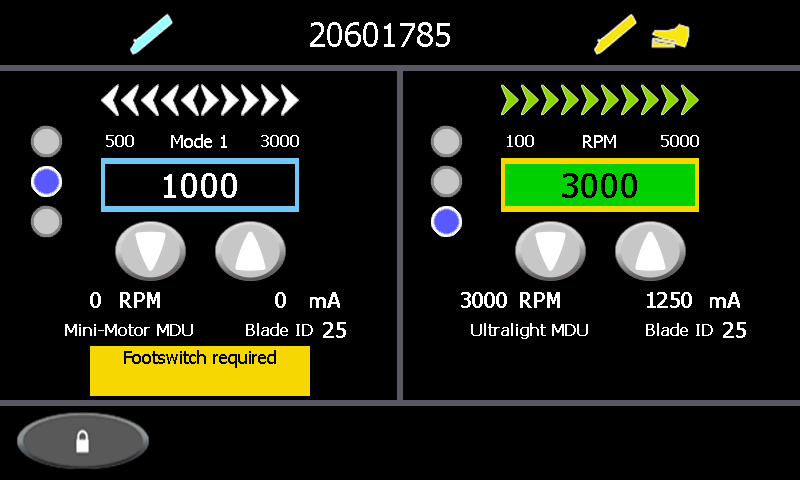 20601785
500 Mode 1 3000
1000
0 RPM 0 mA
Mini-Motor MDU Blade ID 25
Footswitch required
100 RPM 5000
3000
3000 RPM 1250 mA
Ultralight MDU Blade ID 25